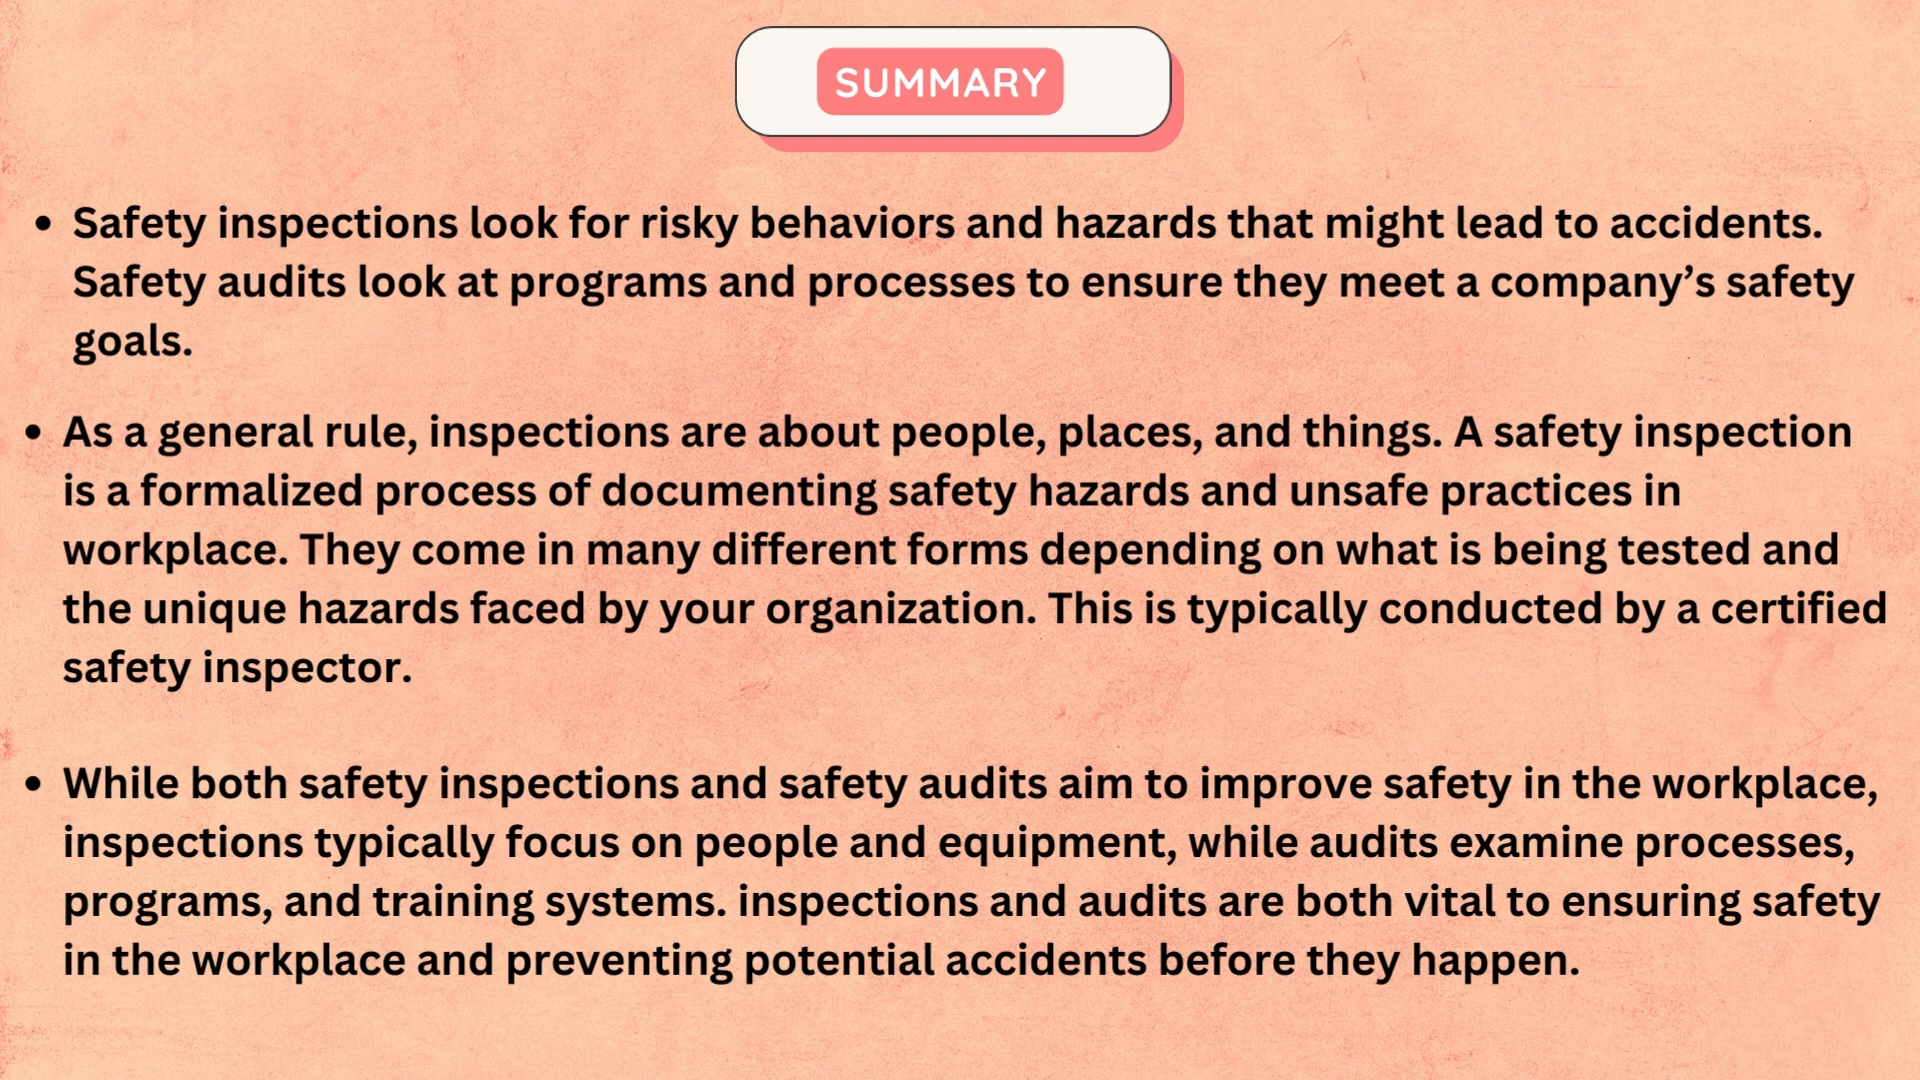 SUMMARY
• Safety inspections look for risky behaviors and hazards that might lead to accidents.
Safety audits look at programs and processes to ensure they meet a company’s safety
goals.
• As a general rule, inspections are about people, places, and things. A safety inspection
is a formalized process of documenting safety hazards and unsafe practices in
workplace. They come in many different forms depending on what is being tested and
the unique hazards faced by your organization. This is typically conducted by a certified
safety inspector.
• While both safety inspections and safety audits aim to improve safety in the workplace,
inspections typically focus on people and equipment, while audits examine processes,
programs, and training systems. inspections and audits are both vital to ensuring safety
in the workplace and preventing potential accidents before they happen.